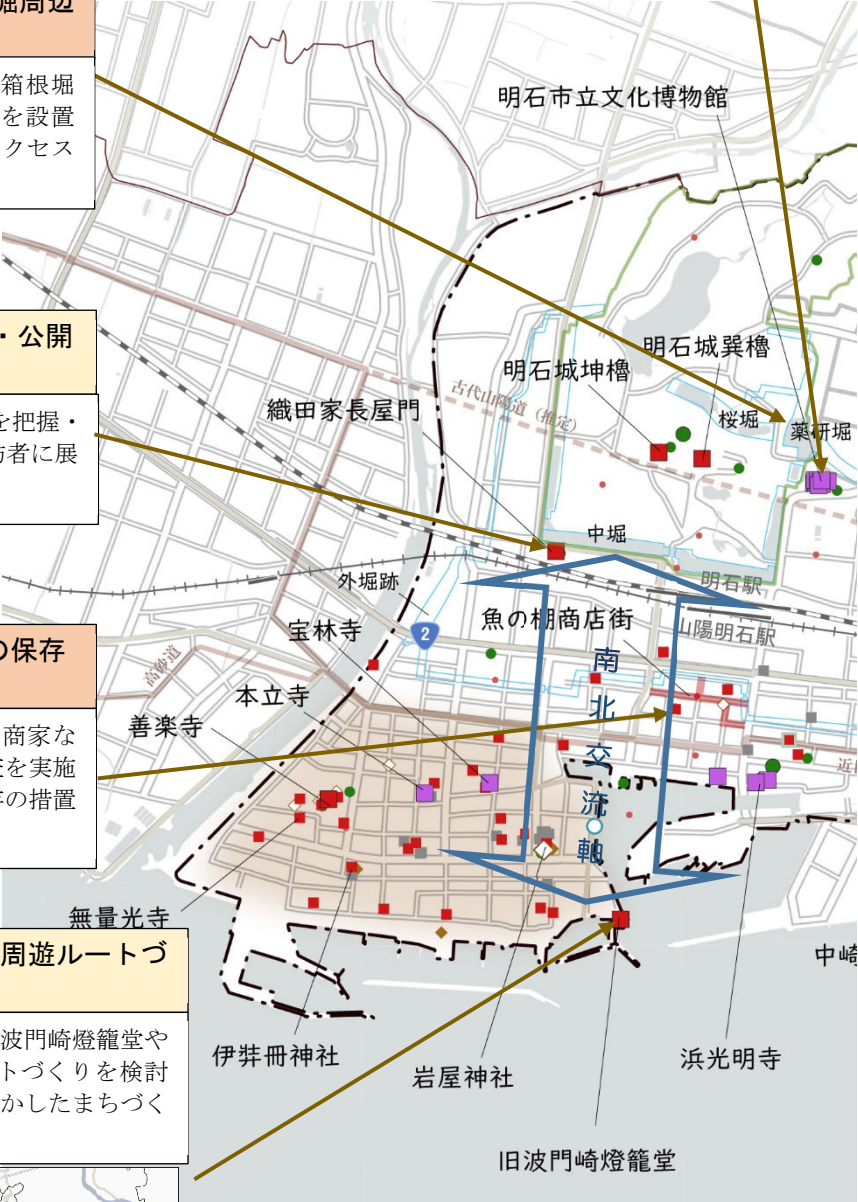 堀周辺
箱根堀
を設置
クセス
・公開
を把握・
訪者に展
の保存
商家な
査を実施
存の措置
周遊ルートづ
波門崎燈籠堂や
トづくりを検討
かしたまちづく
明石市立文化博物館
明石城巽櫓
明石城坤櫓
古代山陽道(推定)
織田家長屋門
桜堀
薬研堀
中堀
明石駅
外堀跡
2
魚の棚商店街
山陽明石駅
宝林寺
南北交流軸
高砂道
本立寺
善楽寺
近
無量光寺
中崎
伊弉冊神社
岩屋神社
浜光明寺
旧波門崎燈籠堂